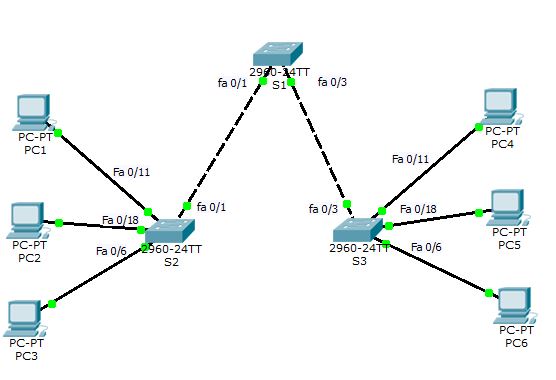 2960-24TT
S1
fa 0/1
fa 0/3
PC-PT
PC1
Fa 0/11
PC-PT
PC2
Fa 0/18
PC-PT
PC3
Fa 0/6
fa 0/1
2960-24TT
S2
fa 0/3
2960-24TT
S3
Fa 0/11
PC-PT
PC4
Fa 0/18
PC-PT
PC5
Fa 0/6
PC-PT
PC6